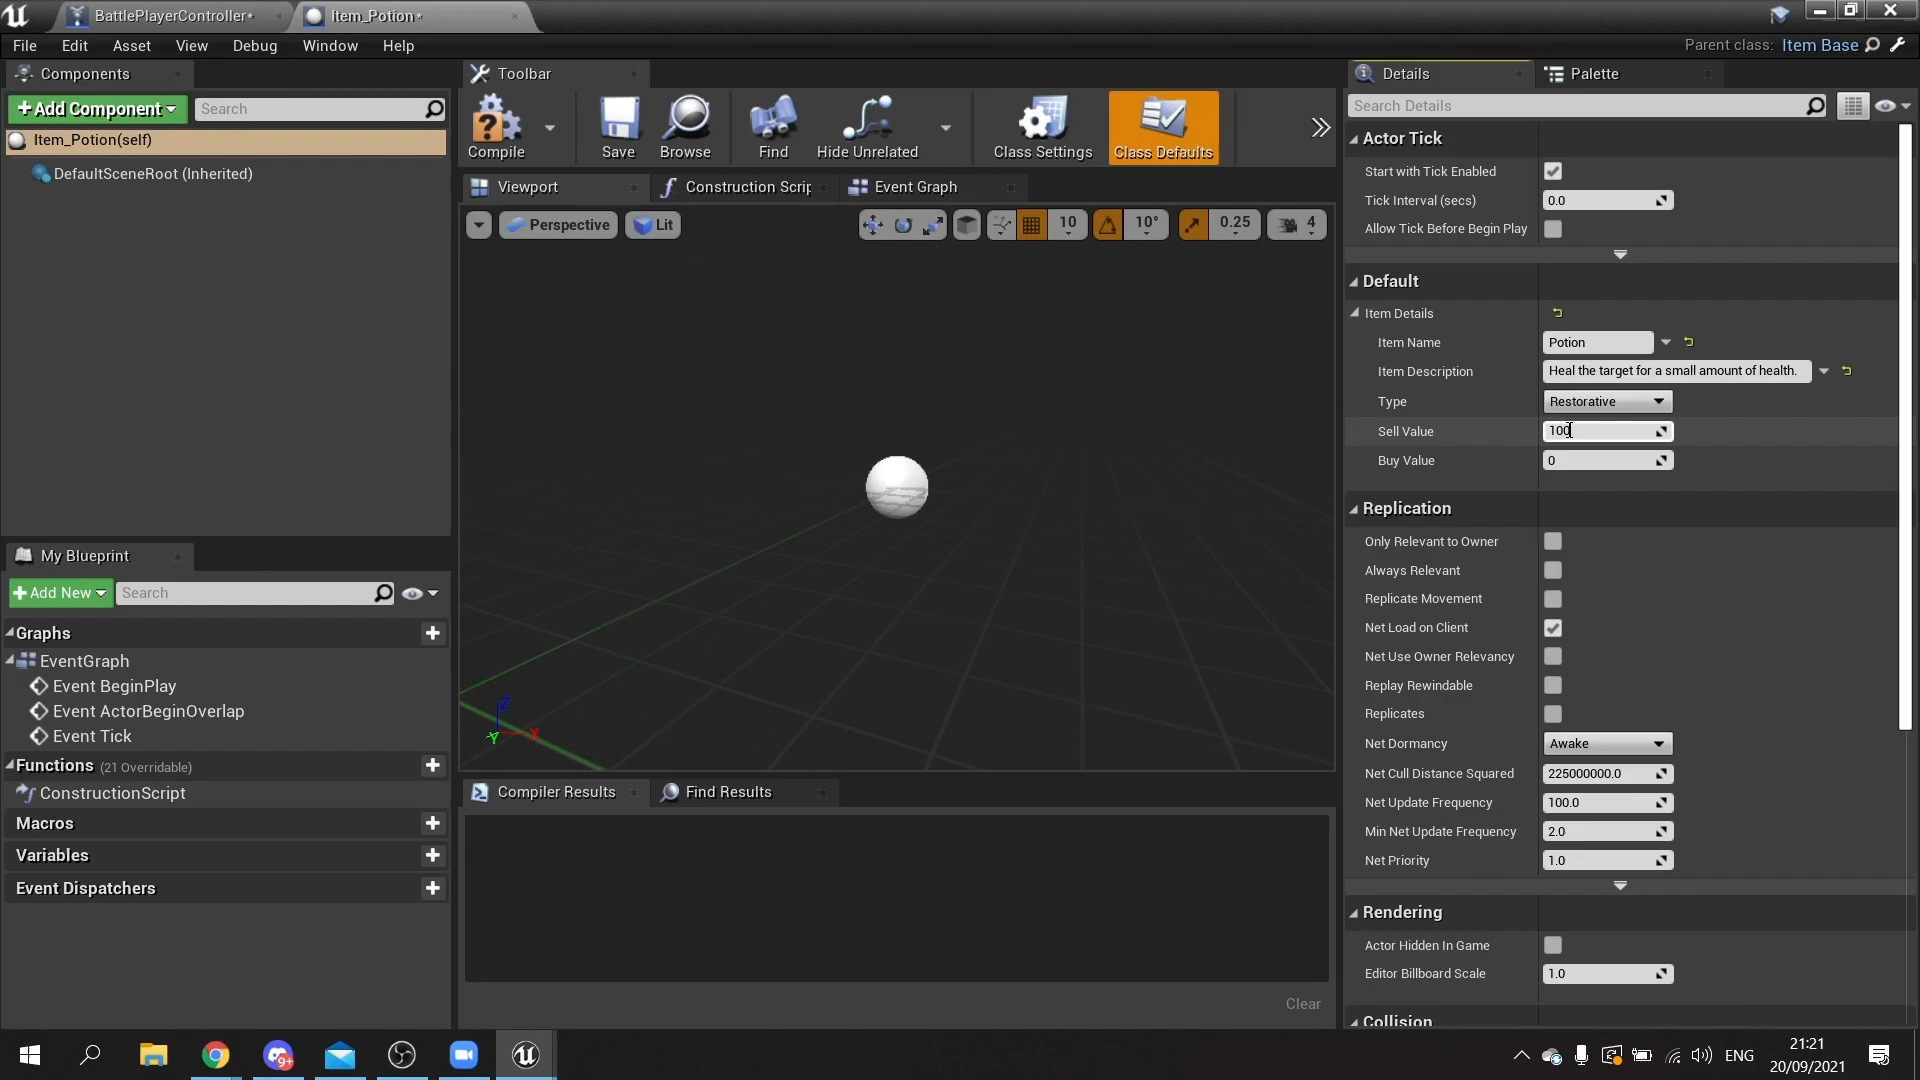 BattlePlayerController*
Item_Potion*
File Edit Asset View Debug Window Help
Parent class: Item Base
Components
+Add Component
Search
Item_Potion(self)
DefaultSceneRoot (Inherited)
My Blueprint
+Add New
Search
Graphs
EventGraph
Event BeginPlay
Event ActorBeginOverlap
Event Tick
Functions (21 Overridable)
ConstructionScript
Macros
Variables
Event Dispatchers
Toolbar
Compile
Save
Browse
Find
Hide Unrelated
Class Settings
Class Defaults
Viewport
Construction Scrip
Event Graph
Perspective
Lit
10
10°
0.25
4
Z
Y
X
Compiler Results
Find Results
Clear
Details
Palette
Search Details
Actor Tick
Start with Tick Enabled
Tick Interval (secs) 0.0
Allow Tick Before Begin Play
Default
Item Details
Item Name Potion
Item Description Heal the target for a small amount of health.
Type Restorative
Sell Value 100
Buy Value 0
Replication
Only Relevant to Owner
Always Relevant
Replicate Movement
Net Load on Client
Net Use Owner Relevancy
Replay Rewindable
Replicates
Net Dormancy Awake
Net Cull Distance Squared 225000000.0
Net Update Frequency 100.0
Min Net Update Frequency 2.0
Net Priority 1.0
Rendering
Actor Hidden In Game
Editor Billboard Scale 1.0
Collision
9+
ENG
21:21
20/09/2021